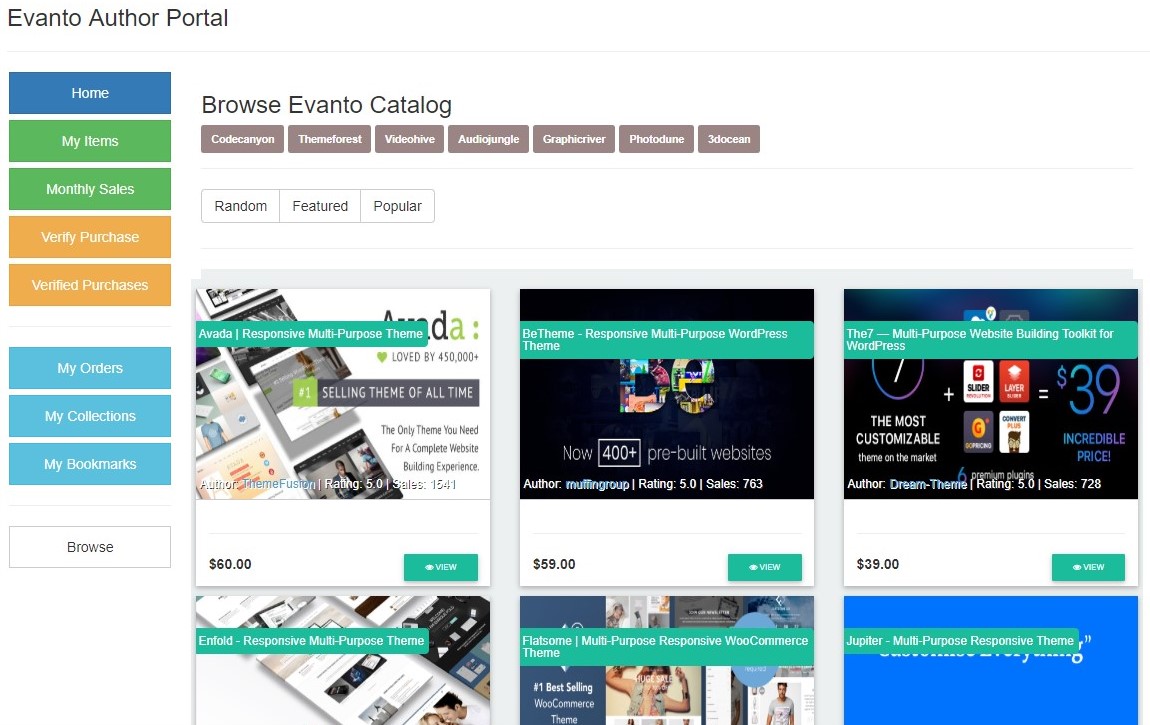 Evanto Author Portal
Home
My Items
Monthly Sales
Verify Purchase
Verified Purchases
My Orders
My Collections
My Bookmarks
Browse
Browse Evanto Catalog
Codecanyon Themeforest Videohive Audiojungle Graphicriver Photodune 3docean
Random Featured Popular
Avada | Responsive Multi-Purpose Theme
LOVED BY 450,000+
#1 SELLING THEME OF ALL TIME
The Only Theme You Need
For A Complete Website
Building Experience.
Author: ThemeFusion | Rating: 5.0 | Sales: 1541
$60.00
VIEW
BeTheme - Responsive Multi-Purpose WordPress
Theme
Be
Now 400+ pre-built websites
Author: muffingroup | Rating: 5.0 | Sales: 763
$59.00
VIEW
The7 — Multi-Purpose Website Building Toolkit for
WordPress
7 + SLIDER REVOLUTION LAYER SLIDER = $39
THE MOST
CUSTOMIZABLE
theme on the market
GOPRICING
CONVERT PLUS
INCREDIBLE
PRICE!
6 premium plugins
Author: Dream-Theme | Rating: 5.0 | Sales: 728
$39.00
VIEW
Enfold - Responsive Multi-Purpose Theme
Flatsome | Multi-Purpose Responsive WooCommerce
Theme
#1 Best Selling
WooCommerce
Theme
HUGE SALE
Jupiter - Multi-Purpose Responsive Theme
Customise Everything”